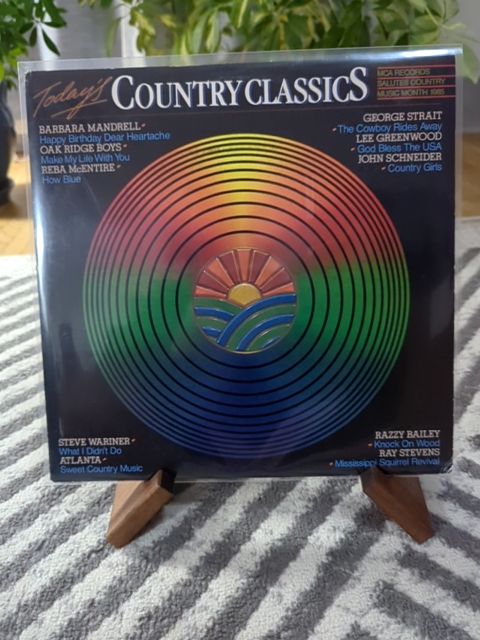 Today's COUNTRY CLASSICS
MCA RECORDS
SALUTES COUNTRY
MUSIC MONTH 1985
BARBARA MANDRELL
Happy Birthday Dear Heartache
OAK RIDGE BOYS
Make My Life With You
REBA McENTIRE
How Blue
GEORGE STRAIT
The Cowboy Rides Away
LEE GREENWOOD
God Bless The USA
JOHN SCHNEIDER
Country Girls
STEVE WARINER
What I Didn't Do
ATLANTA
Sweet Country Music
RAZZY BAILEY
Knock On Wood
RAY STEVENS
Mississippi Squirrel Revival